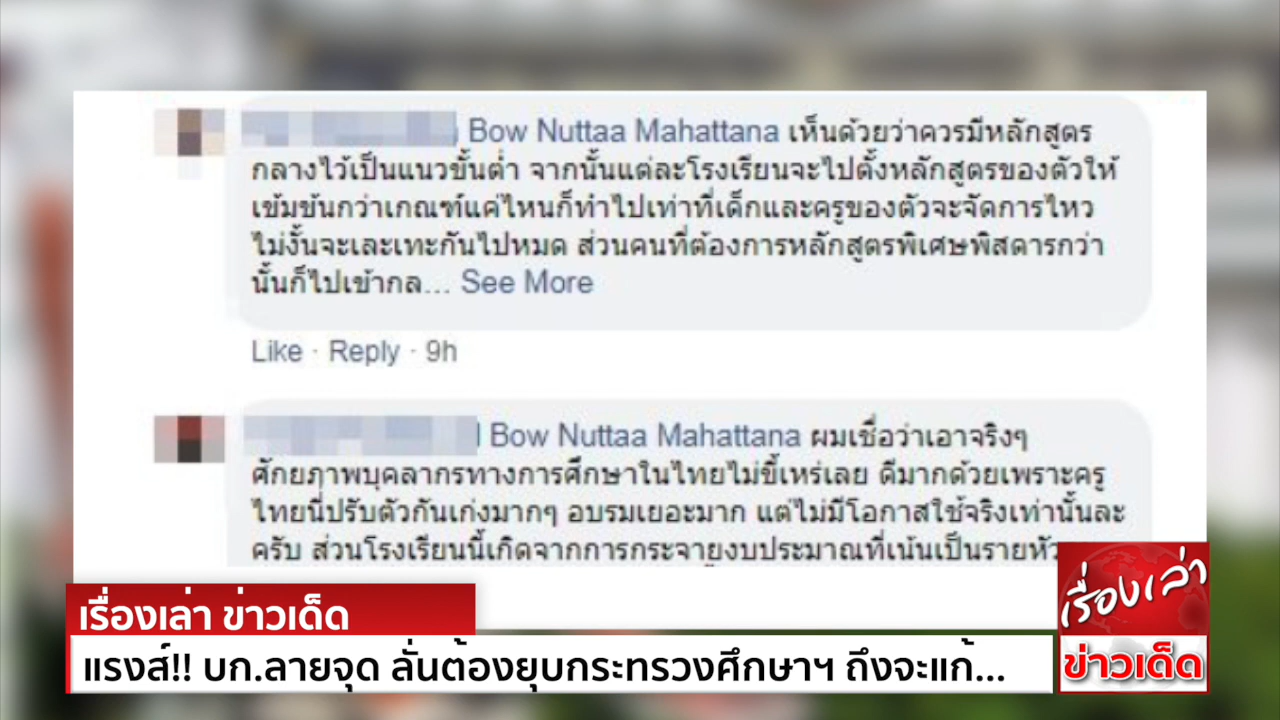 Bow Nuttaa Mahattana เห็นด้วยว่าควรมีหลักสูตร
กลางไว้เป็นแนวขั้นต่ำ จากนั้นแต่ละโรงเรียนจะไปตั้งหลักสูตรของตัวให้
เข้มข้นกว่าเกณฑ์แค่ไหนก็ทำไปเท่าที่เด็กและครูของตัวจะจัดการไหว
ไม่งั้นจะเละเทะกันไปหมด ส่วนคนที่ต้องการหลักสูตรพิเศษพิสดารกว่า
นั้นก็ไปเข้ากล... See More
Like · Reply · 9h
Bow Nuttaa Mahattana ผมเชื่อว่าเอาจริงๆ
ศักยภาพบุคลากรทางการศึกษาในไทยไม่ขี้เหร่เลย ดีมากด้วยเพราะครู
ไทยนี่ปรับตัวกันเก่งมากๆ อบรมเยอะมาก แต่ไม่มีโอกาสใช้จริงเท่านั้นละ
ครับ ส่วนโรงเรียนนี้เกิดจากการกระจายงบประมาณที่เน้นเป็นรายหัว
เรื่องเล่า ข่าวเด็ด
แรงส์!! บก.ลายจุด ลั่นต้องยุบกระทรวงศึกษาฯ ถึงจะแก้...
เรื่องเล่า
ข่าวเด็ด